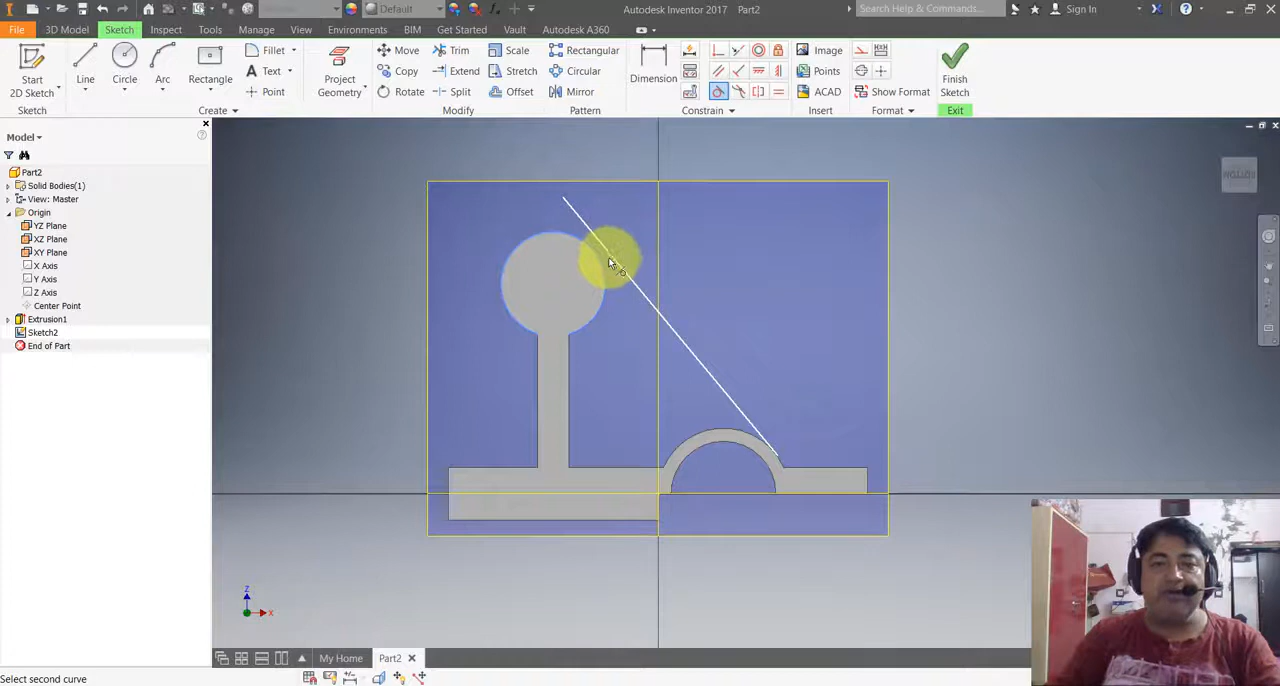 Default
Autodesk Inventor 2017 Part2
Search Help & Commands...
Sign In
File 3D Model Sketch Inspect Tools Manage View Environments BIM Get Started Vault Autodesk A360
Start
2D Sketch
Line
Circle
Arc
Rectangle
Fillet
Text
Point
Project
Geometry
Move
Copy
Rotate
Trim
Extend
Split
Scale
Stretch
Offset
Rectangular
Circular
Mirror
Dimension
Image
Points
ACAD
Show Format
Finish
Sketch
Sketch Create Modify Pattern Constrain Insert Format Exit
Model
Part2
Solid Bodies(1)
View: Master
Origin
YZ Plane
XZ Plane
XY Plane
X Axis
Y Axis
Z Axis
Center Point
Extrusion1
Sketch2
End of Part
BOTTOM
Z
X
My Home Part2
Select second curve